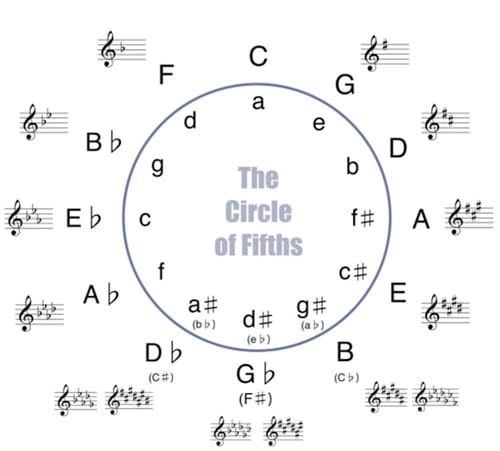 C
F
G
a
d
e
B♭
D
g
b
The
Circle
of Fifths
E♭
c
f♯
A
f
c♯
A♭
E
a♯
(b♭)
d♯
(e♭)
g♯
(a♭)
D♭
(C♯)
G♭
(F♯)
B
(C♭)